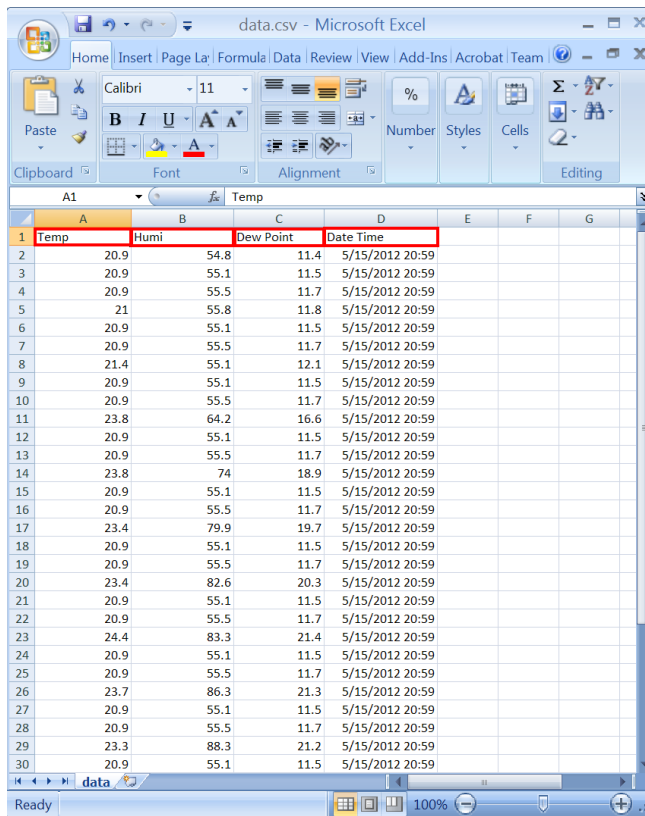 data.csv - Microsoft Excel
Home Insert Page La Formula Data Review View Add-Ins Acrobat Team
Calibri 11 % Σ
B I U A A
Paste Number Styles Cells
A
Clipboard Font Alignment Editing
A1 fx Temp
A B C D E F G
1 Temp Humi Dew Point Date Time
2 20.9 54.8 11.4 5/15/2012 20:59
3 20.9 55.1 11.5 5/15/2012 20:59
4 20.9 55.5 11.7 5/15/2012 20:59
5 21 55.8 11.8 5/15/2012 20:59
6 20.9 55.1 11.5 5/15/2012 20:59
7 20.9 55.5 11.7 5/15/2012 20:59
8 21.4 55.1 12.1 5/15/2012 20:59
9 20.9 55.1 11.5 5/15/2012 20:59
10 20.9 55.5 11.7 5/15/2012 20:59
11 23.8 64.2 16.6 5/15/2012 20:59
12 20.9 55.1 11.5 5/15/2012 20:59
13 20.9 55.5 11.7 5/15/2012 20:59
14 23.8 74 18.9 5/15/2012 20:59
15 20.9 55.1 11.5 5/15/2012 20:59
16 20.9 55.5 11.7 5/15/2012 20:59
17 23.4 79.9 19.7 5/15/2012 20:59
18 20.9 55.1 11.5 5/15/2012 20:59
19 20.9 55.5 11.7 5/15/2012 20:59
20 23.4 82.6 20.3 5/15/2012 20:59
21 20.9 55.1 11.5 5/15/2012 20:59
22 20.9 55.5 11.7 5/15/2012 20:59
23 24.4 83.3 21.4 5/15/2012 20:59
24 20.9 55.1 11.5 5/15/2012 20:59
25 20.9 55.5 11.7 5/15/2012 20:59
26 23.7 86.3 21.3 5/15/2012 20:59
27 20.9 55.1 11.5 5/15/2012 20:59
28 20.9 55.5 11.7 5/15/2012 20:59
29 23.3 88.3 21.2 5/15/2012 20:59
30 20.9 55.1 11.5 5/15/2012 20:59
data
Ready 100%